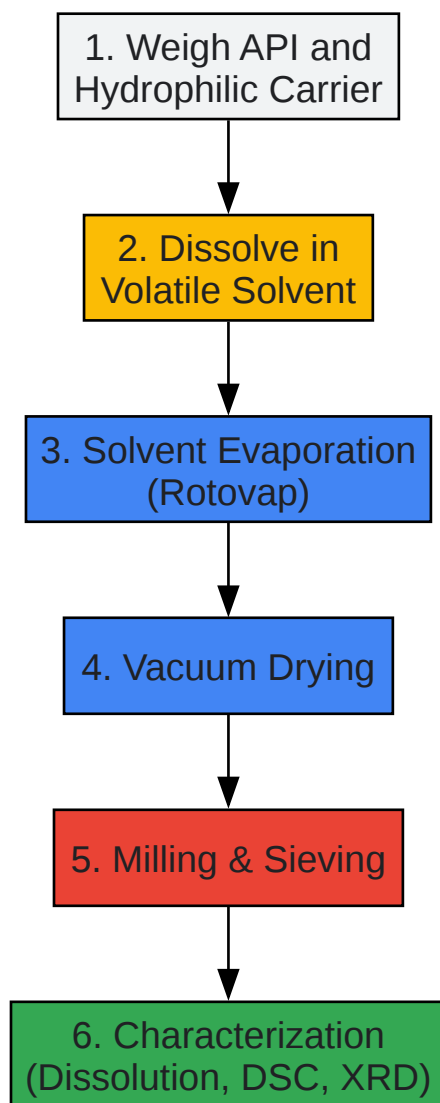 1. Weigh API and
Hydrophilic Carrier
2. Dissolve in
Volatile Solvent
3. Solvent Evaporation
(Rotovap)
4. Vacuum Drying
5. Milling & Sieving
6. Characterization
(Dissolution, DSC, XRD)